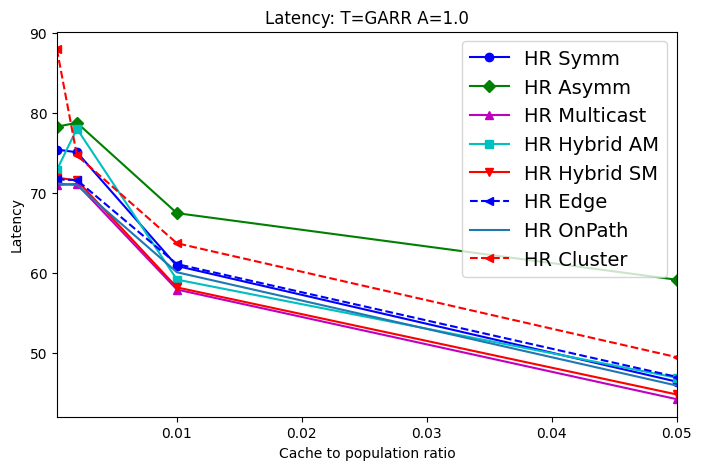 Latency: T=GARR A=1.0
90
80
70
60
50
Latency
0.01
0.02
0.03
0.04
0.05
Cache to population ratio
HR Symm
HR Asymm
HR Multicast
HR Hybrid AM
HR Hybrid SM
HR Edge
HR OnPath
HR Cluster